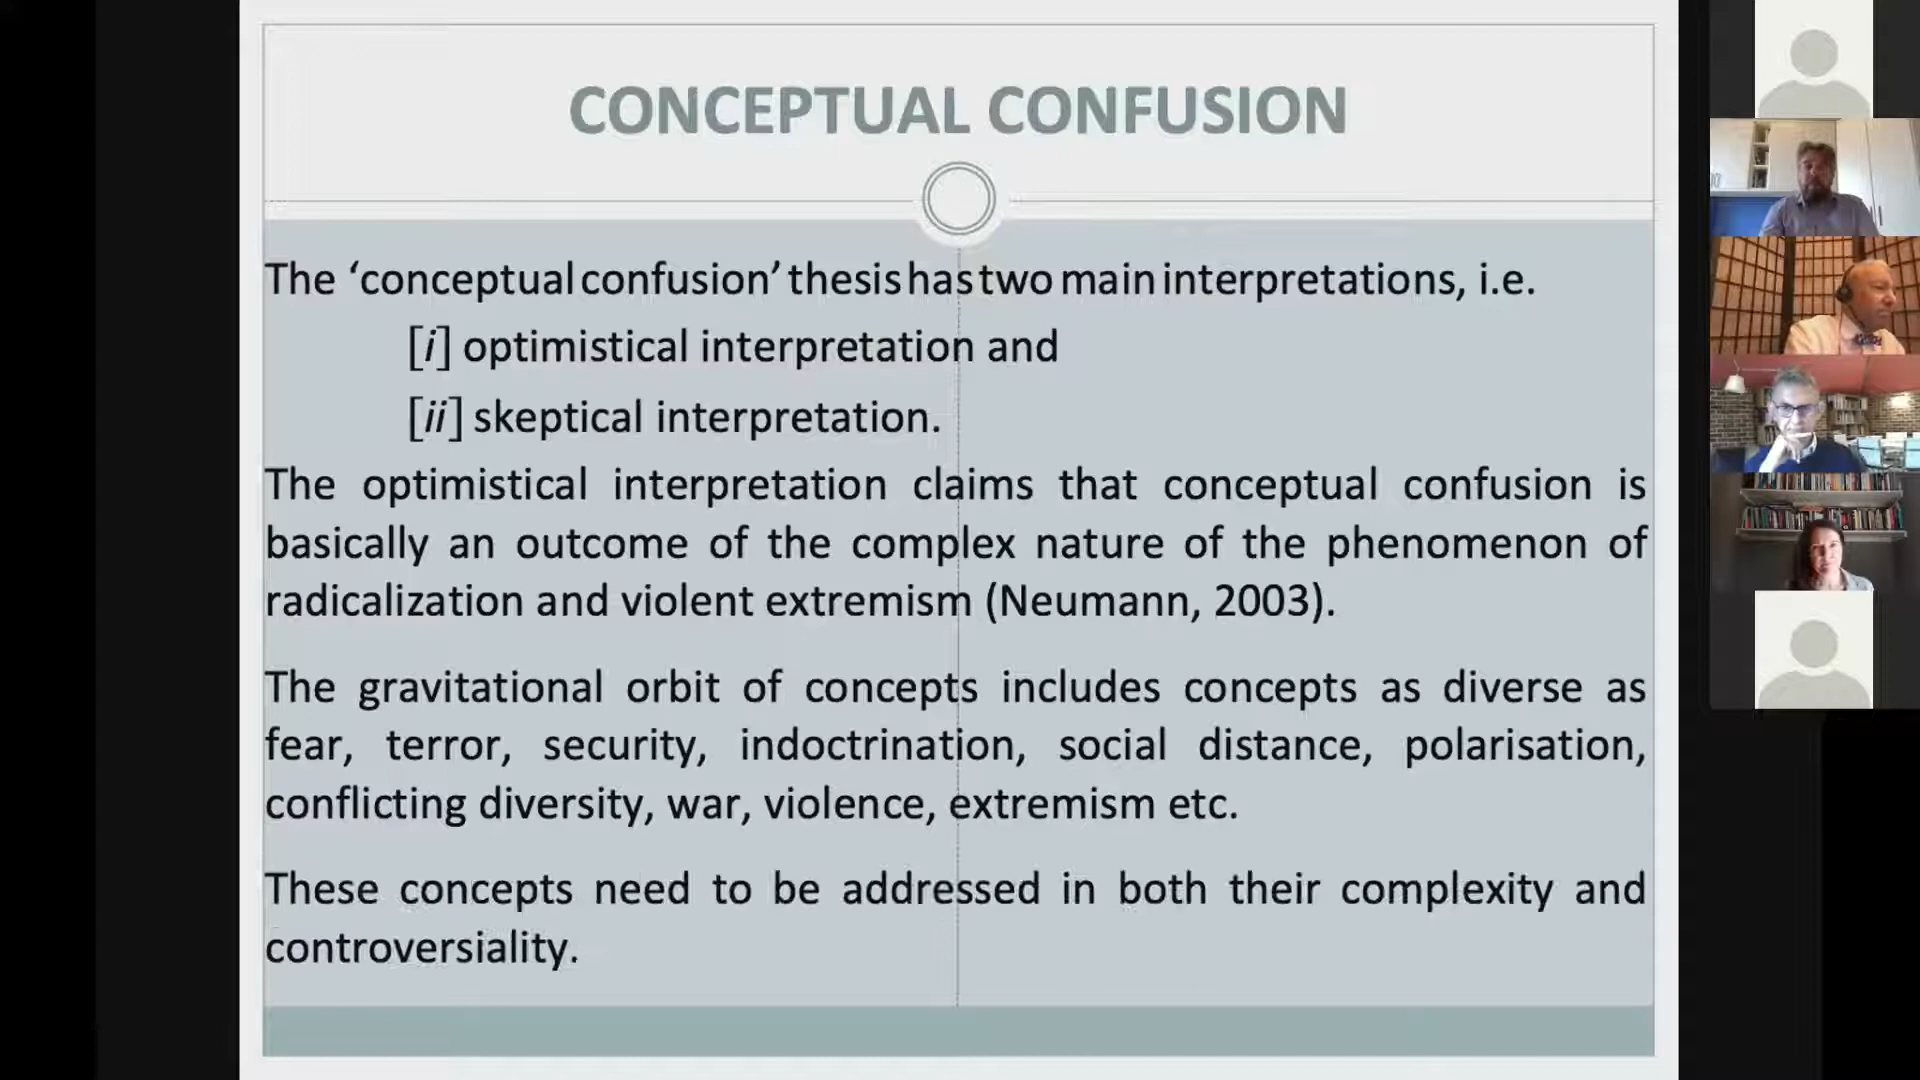 CONCEPTUAL CONFUSION
The ‘conceptual confusion’ thesis has two main interpretations, i.e.
[i] optimistical interpretation and
[ii] skeptical interpretation.
The optimistical interpretation claims that conceptual confusion is
basically an outcome of the complex nature of the phenomenon of
radicalization and violent extremism (Neumann, 2003).
The gravitational orbit of concepts includes concepts as diverse as
fear, terror, security, indoctrination, social distance, polarisation,
conflicting diversity, war, violence, extremism etc.
These concepts need to be addressed in both their complexity and
controversiality.